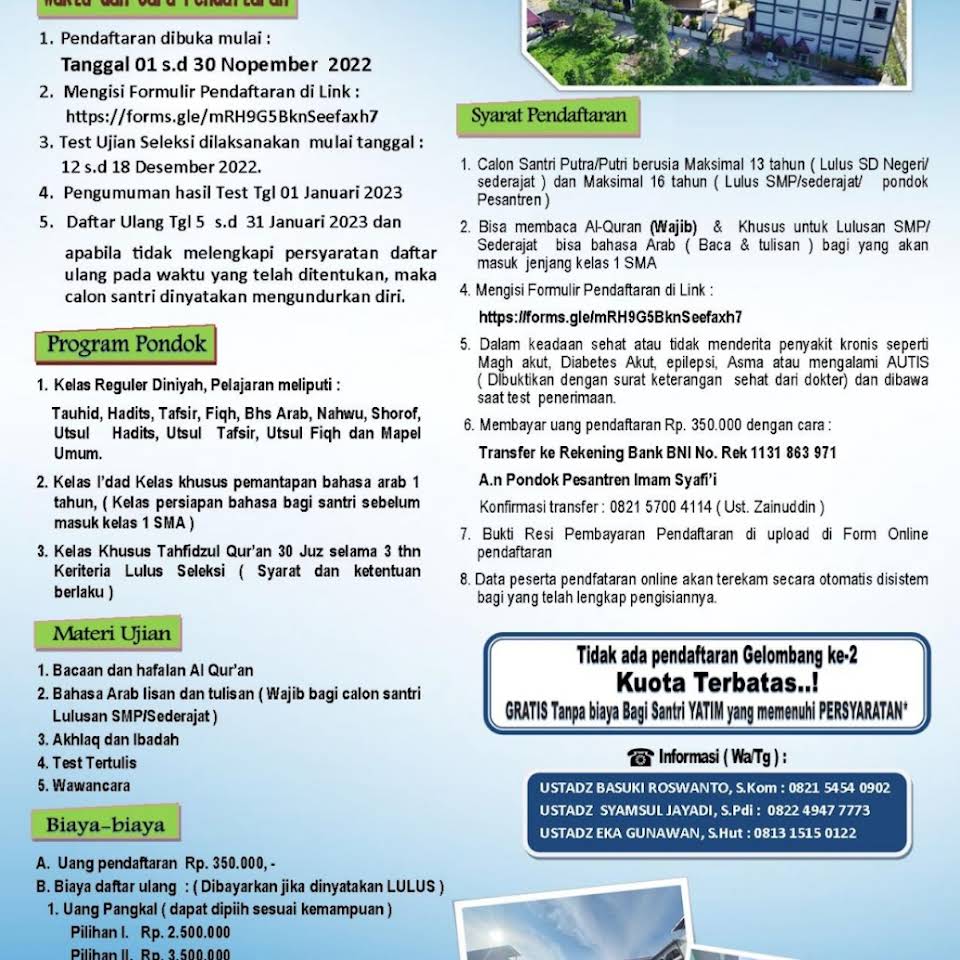 Waktu dan Cara Pendaftaran
1. Pendaftaran dibuka mulai :
Tanggal 01 s.d 30 Nopember 2022
2. Mengisi Formulir Pendaftaran di Link :
https://forms.gle/mRH9G5BknSeefaxh7
3. Test Ujian Seleksi dilaksanakan mulai tanggal :
12 s.d 18 Desember 2022.
4. Pengumuman hasil Test Tgl 01 Januari 2023
5. Daftar Ulang Tgl 5 s.d 31 Januari 2023 dan
apabila tidak melengkapi persyaratan daftar
ulang pada waktu yang telah ditentukan, maka
calon santri dinyatakan mengundurkan diri.
Program Pondok
1. Kelas Reguler Diniyah, Pelajaran meliputi :
Tauhid, Hadits, Tafsir, Fiqh, Bhs Arab, Nahwu, Shorof,
Utsul Hadits, Utsul Tafsir, Utsul Fiqh dan Mapel
Umum.
2. Kelas I’dad Kelas khusus pemantapan bahasa arab 1
tahun, ( Kelas persiapan bahasa bagi santri sebelum
masuk kelas 1 SMA )
3. Kelas Khusus Tahfidzul Qur’an 30 Juz selama 3 thn
Keriteria Lulus Seleksi ( Syarat dan ketentuan
berlaku )
Materi Ujian
1. Bacaan dan hafalan Al Qur’an
2. Bahasa Arab lisan dan tulisan ( Wajib bagi calon santri
Lulusan SMP/Sederajat )
3. Akhlaq dan Ibadah
4. Test Tertulis
5. Wawancara
Biaya-biaya
A. Uang pendaftaran Rp. 350.000, -
B. Biaya daftar ulang : ( Dibayarkan jika dinyatakan LULUS )
1. Uang Pangkal ( dapat dipiih sesuai kemampuan )
Pilihan I. Rp. 2.500.000
Pilihan II. Rp. 3.500.000
Syarat Pendaftaran
1. Calon Santri Putra/Putri berusia Maksimal 13 tahun ( Lulus SD Negeri/
sederajat ) dan Maksimal 16 tahun ( Lulus SMP/sederajat/ pondok
Pesantren )
2. Bisa membaca Al-Quran (Wajib) & Khusus untuk Lulusan SMP/
Sederajat bisa bahasa Arab ( Baca & tulisan ) bagi yang akan
masuk jenjang kelas 1 SMA
4. Mengisi Formulir Pendaftaran di Link :
https://forms.gle/mRH9G5BknSeefaxh7
5. Dalam keadaan sehat atau tidak menderita penyakit kronis seperti
Magh akut, Diabetes Akut, epilepsi, Asma atau mengalami AUTIS
( DIbuktikan dengan surat keterangan sehat dari dokter) dan dibawa
saat test penerimaan.
6. Membayar uang pendaftaran Rp. 350.000 dengan cara :
Transfer ke Rekening Bank BNI No. Rek 1131 863 971
A.n Pondok Pesantren Imam Syafi’i
Konfirmasi transfer : 0821 5700 4114 ( Ust. Zainuddin )
7. Bukti Resi Pembayaran Pendaftaran di upload di Form Online
pendaftaran
8. Data peserta pendfataran online akan terekam secara otomatis disistem
bagi yang telah lengkap pengisiannya.
Tidak ada pendaftaran Gelombang ke-2
Kuota Terbatas..!
GRATIS Tanpa biaya Bagi Santri YATIM yang memenuhi PERSYARATAN*
☎ Informasi ( Wa/Tg ) :
USTADZ BASUKI ROSWANTO, S.Kom : 0821 5454 0902
USTADZ SYAMSUL JAYADI, S.Pdi : 0822 4947 7773
USTADZ EKA GUNAWAN, S.Hut : 0813 1515 0122